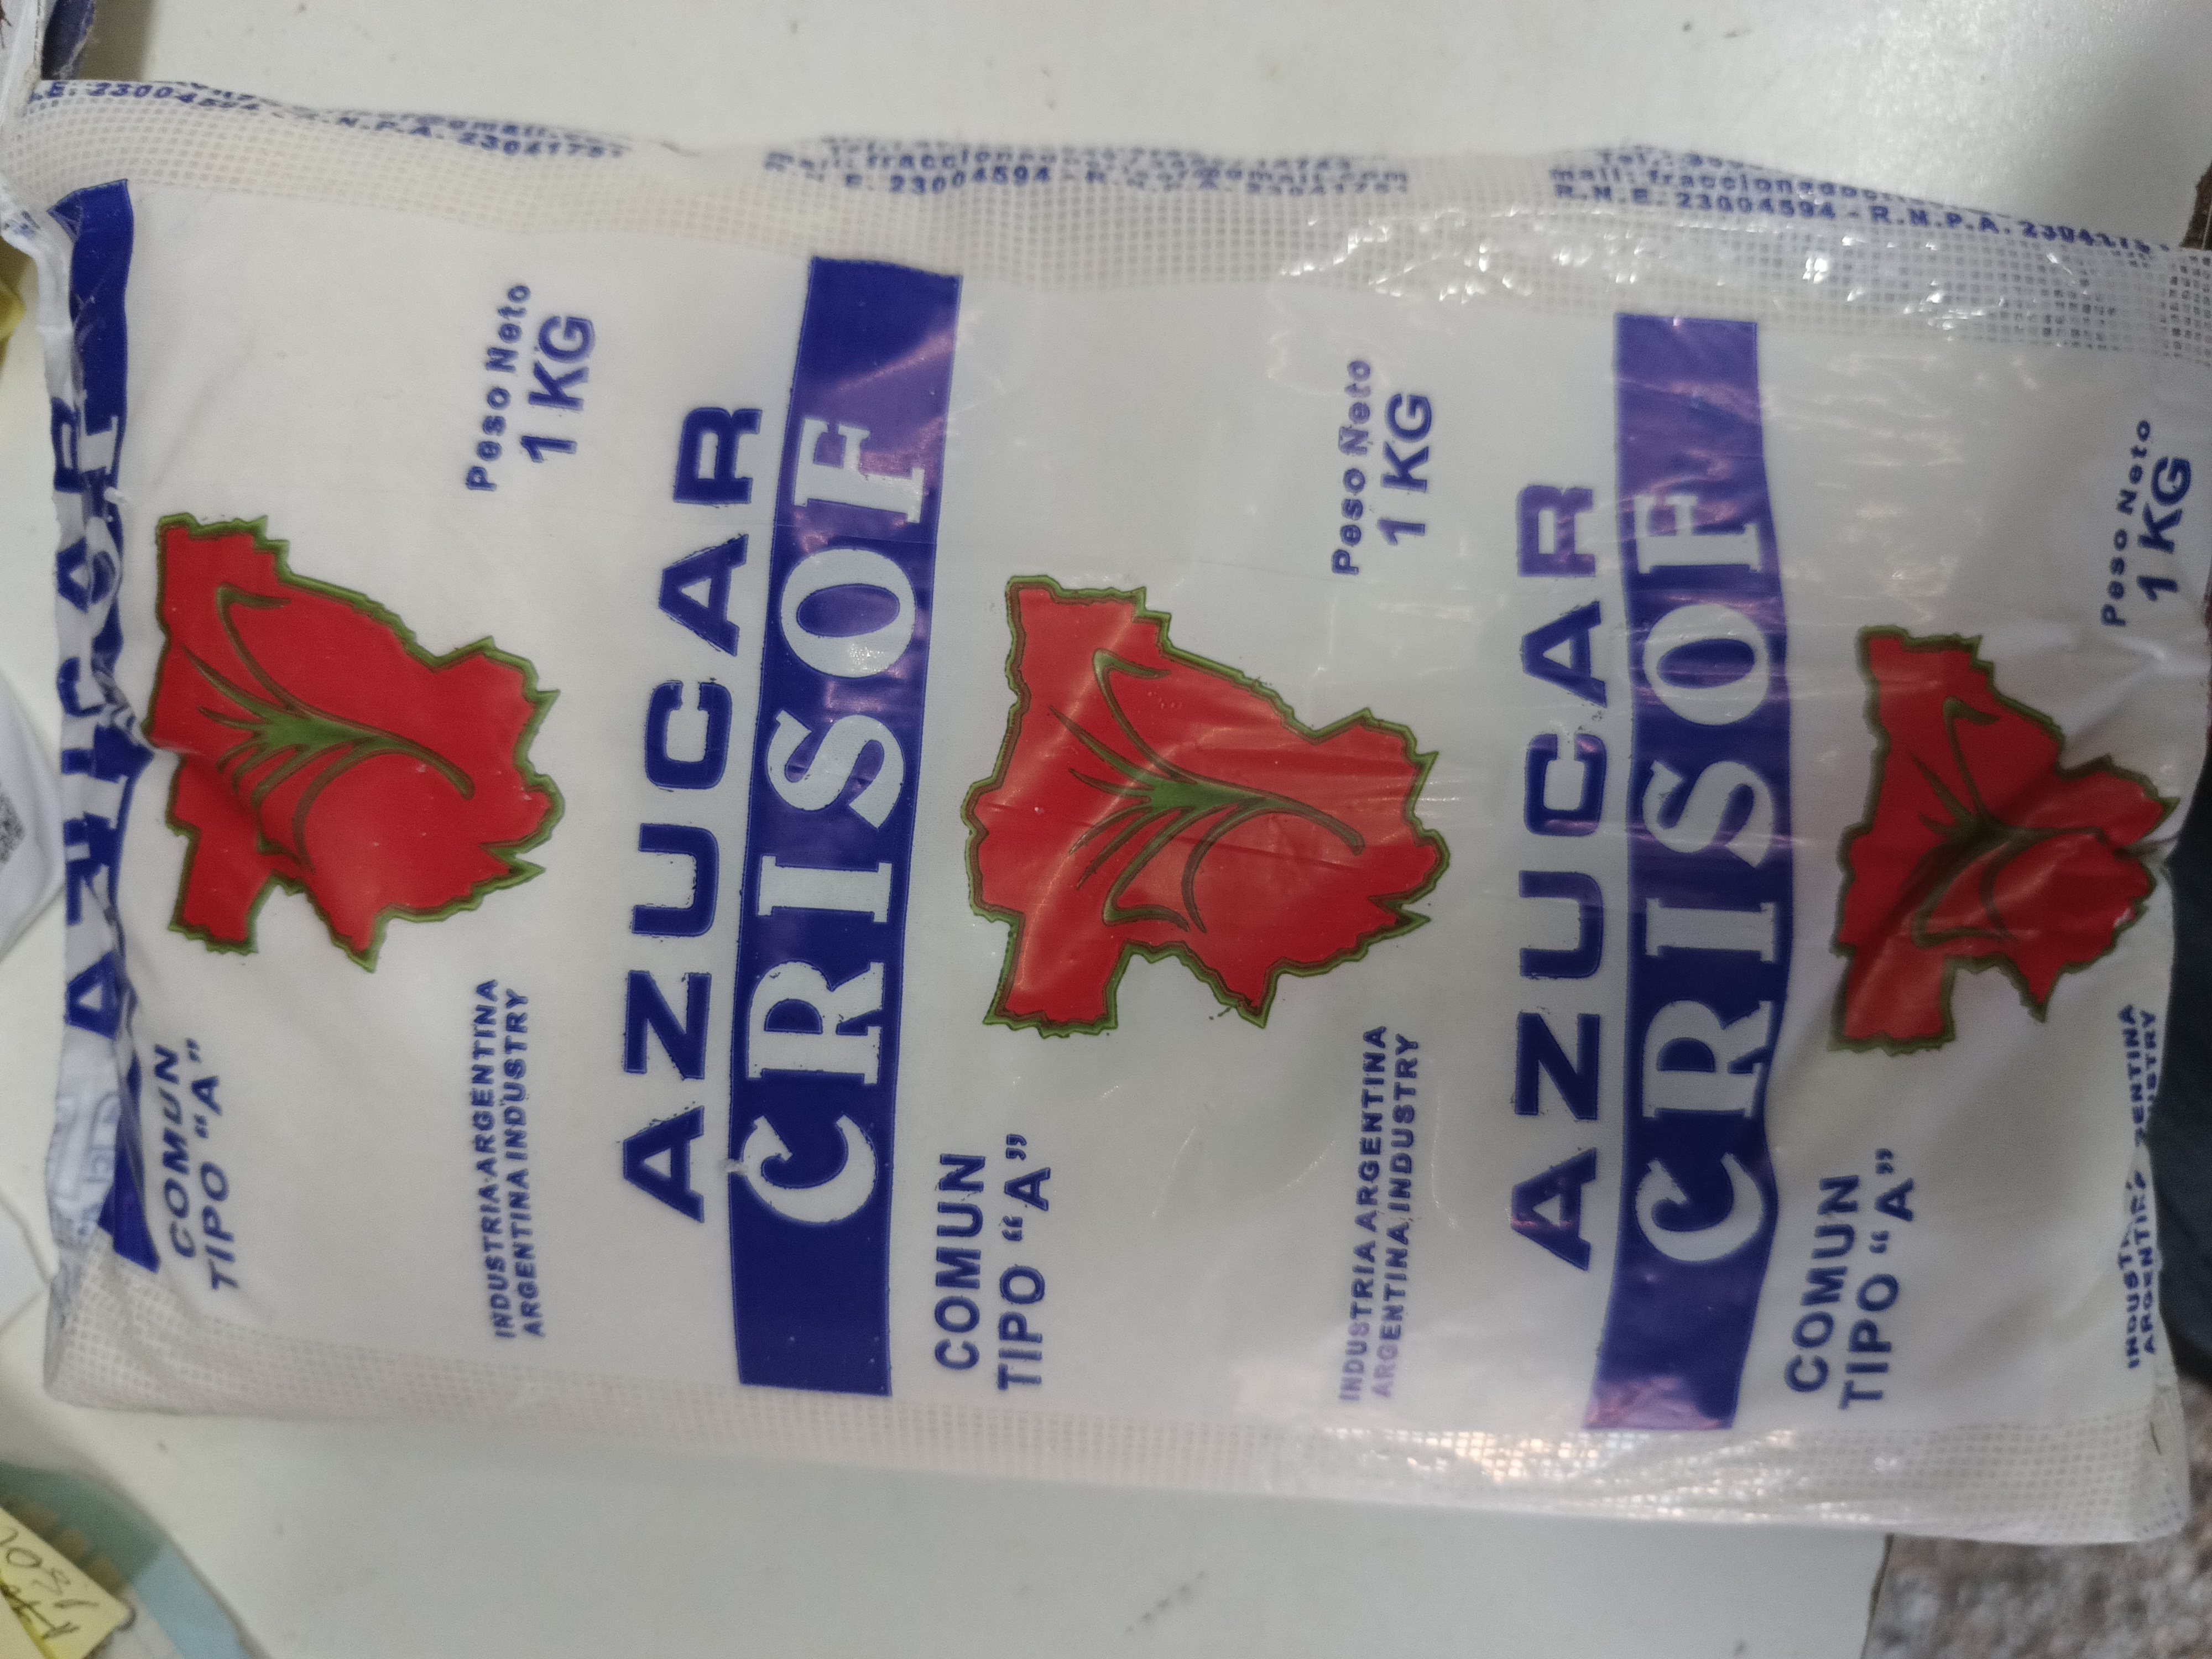 AZUCAR
COMUN
TIPO “A”
INDUSTRIA ARGENTINA
ARGENTINA INDUSTRY
Peso Neto
1 KG
AZUCAR
CRISOF
COMUN
TIPO “A”
INDUSTRIA ARGENTINA
ARGENTINA INDUSTRY
Peso Neto
1 KG
AZUCAR
CRISOF
COMUN
TIPO “A”
Peso Neto
1 KG
R.N.E. 23004594 - R.N.P.A.